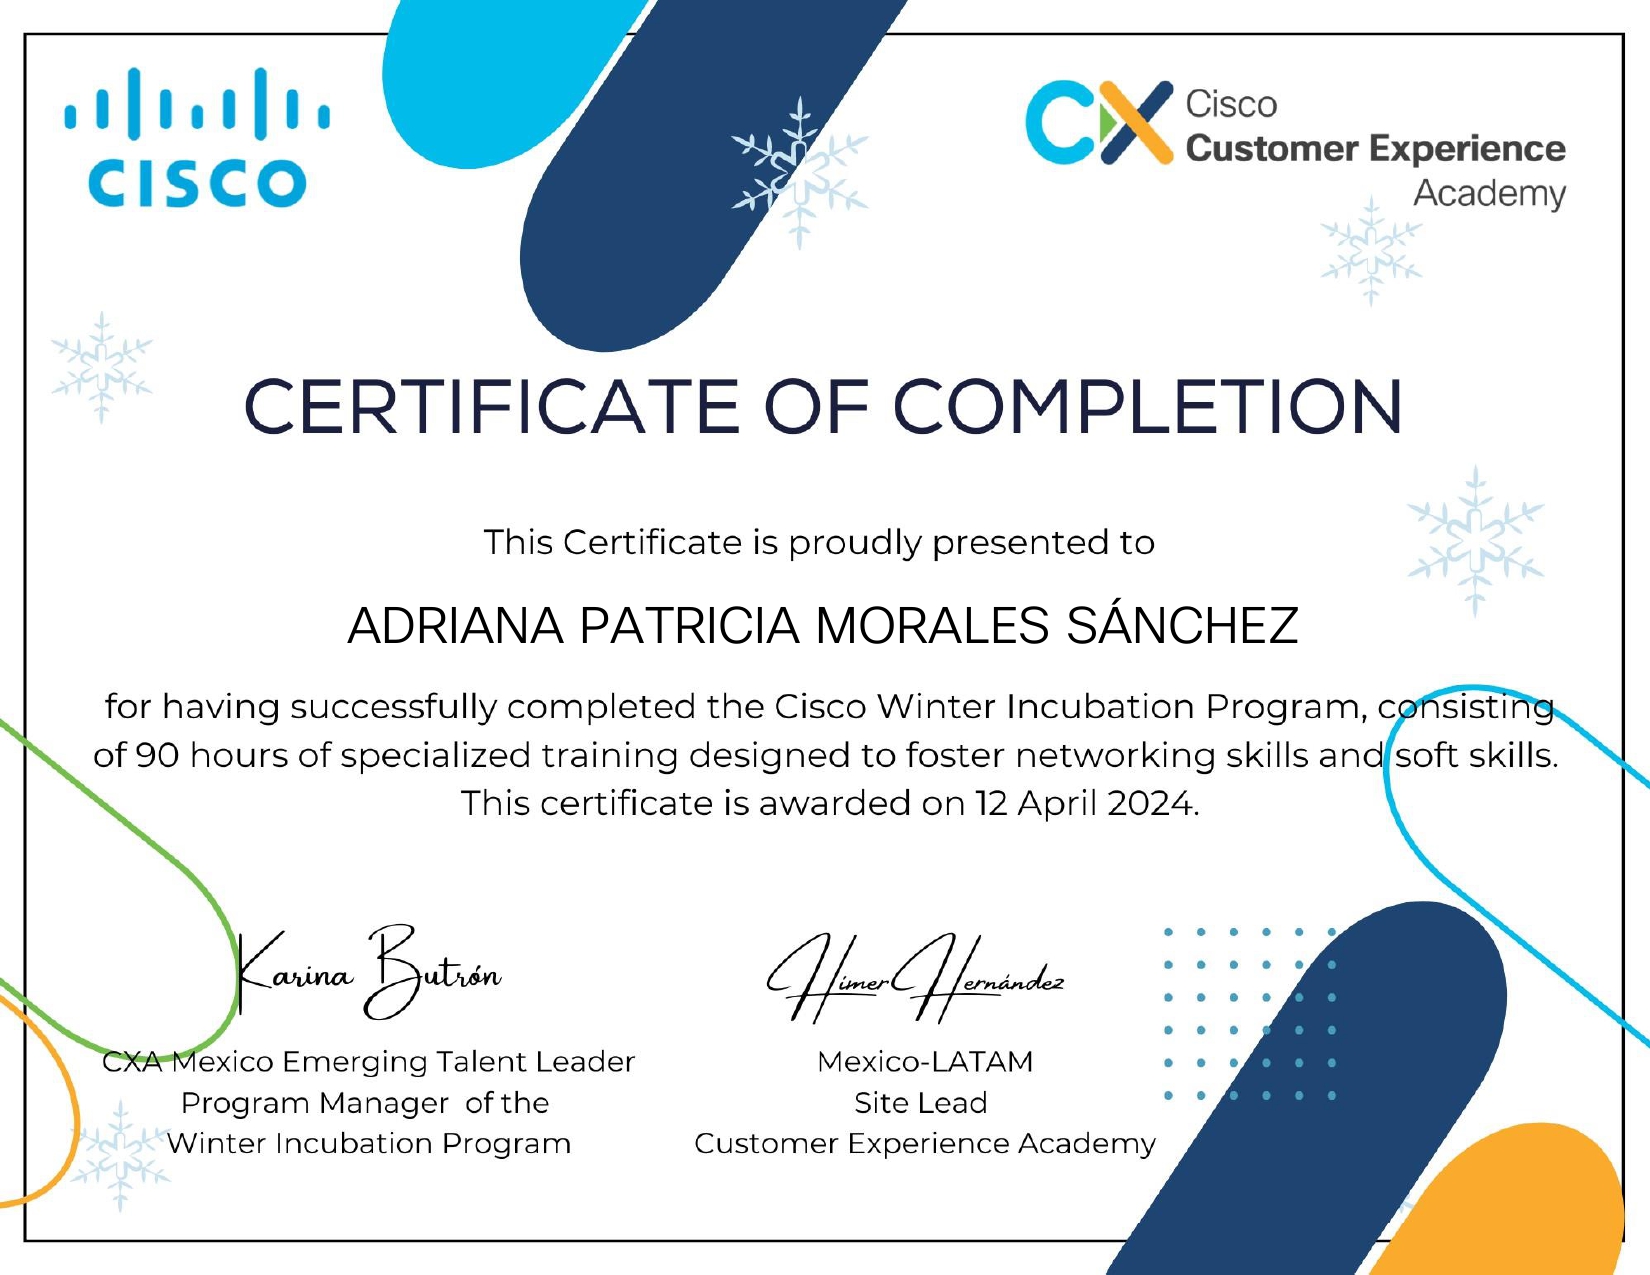 CISCO
CX Cisco
Customer Experience
Academy
CERTIFICATE OF COMPLETION
This Certificate is proudly presented to
ADRIANA PATRICIA MORALES SÁNCHEZ
for having successfully completed the Cisco Winter Incubation Program, consisting
of 90 hours of specialized training designed to foster networking skills and soft skills.
This certificate is awarded on 12 April 2024.
Karina Butrón
CXA Mexico Emerging Talent Leader
Program Manager of the
Winter Incubation Program
Hímer Hernández
Mexico-LATAM
Site Lead
Customer Experience Academy